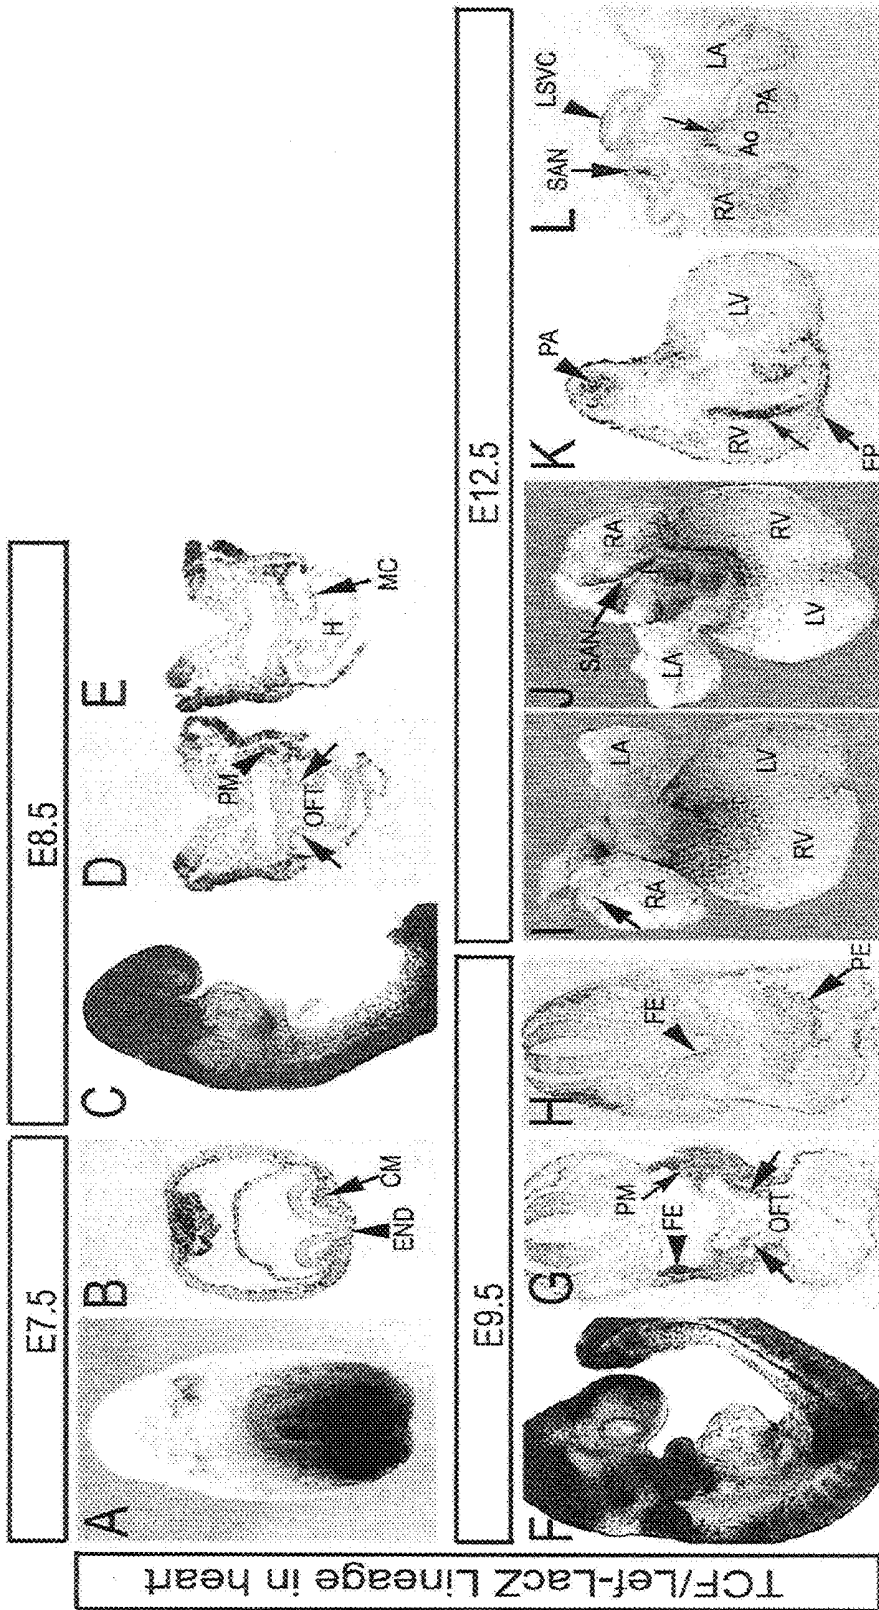 TCF/Lef-LacZ Lineage in heart
E7.5
E8.5
A
B
END
CM
C
D
PM
OFT
E
H
MC
E9.5
E12.5
F
G
PM
FE
OFT
H
FE
PE
I
LA
RA
RV
LV
J
SAN
RA
LA
LV
RV
K
PA
RV
LV
EP
L
SAN
LSVC
RA
Ao
PA
LA